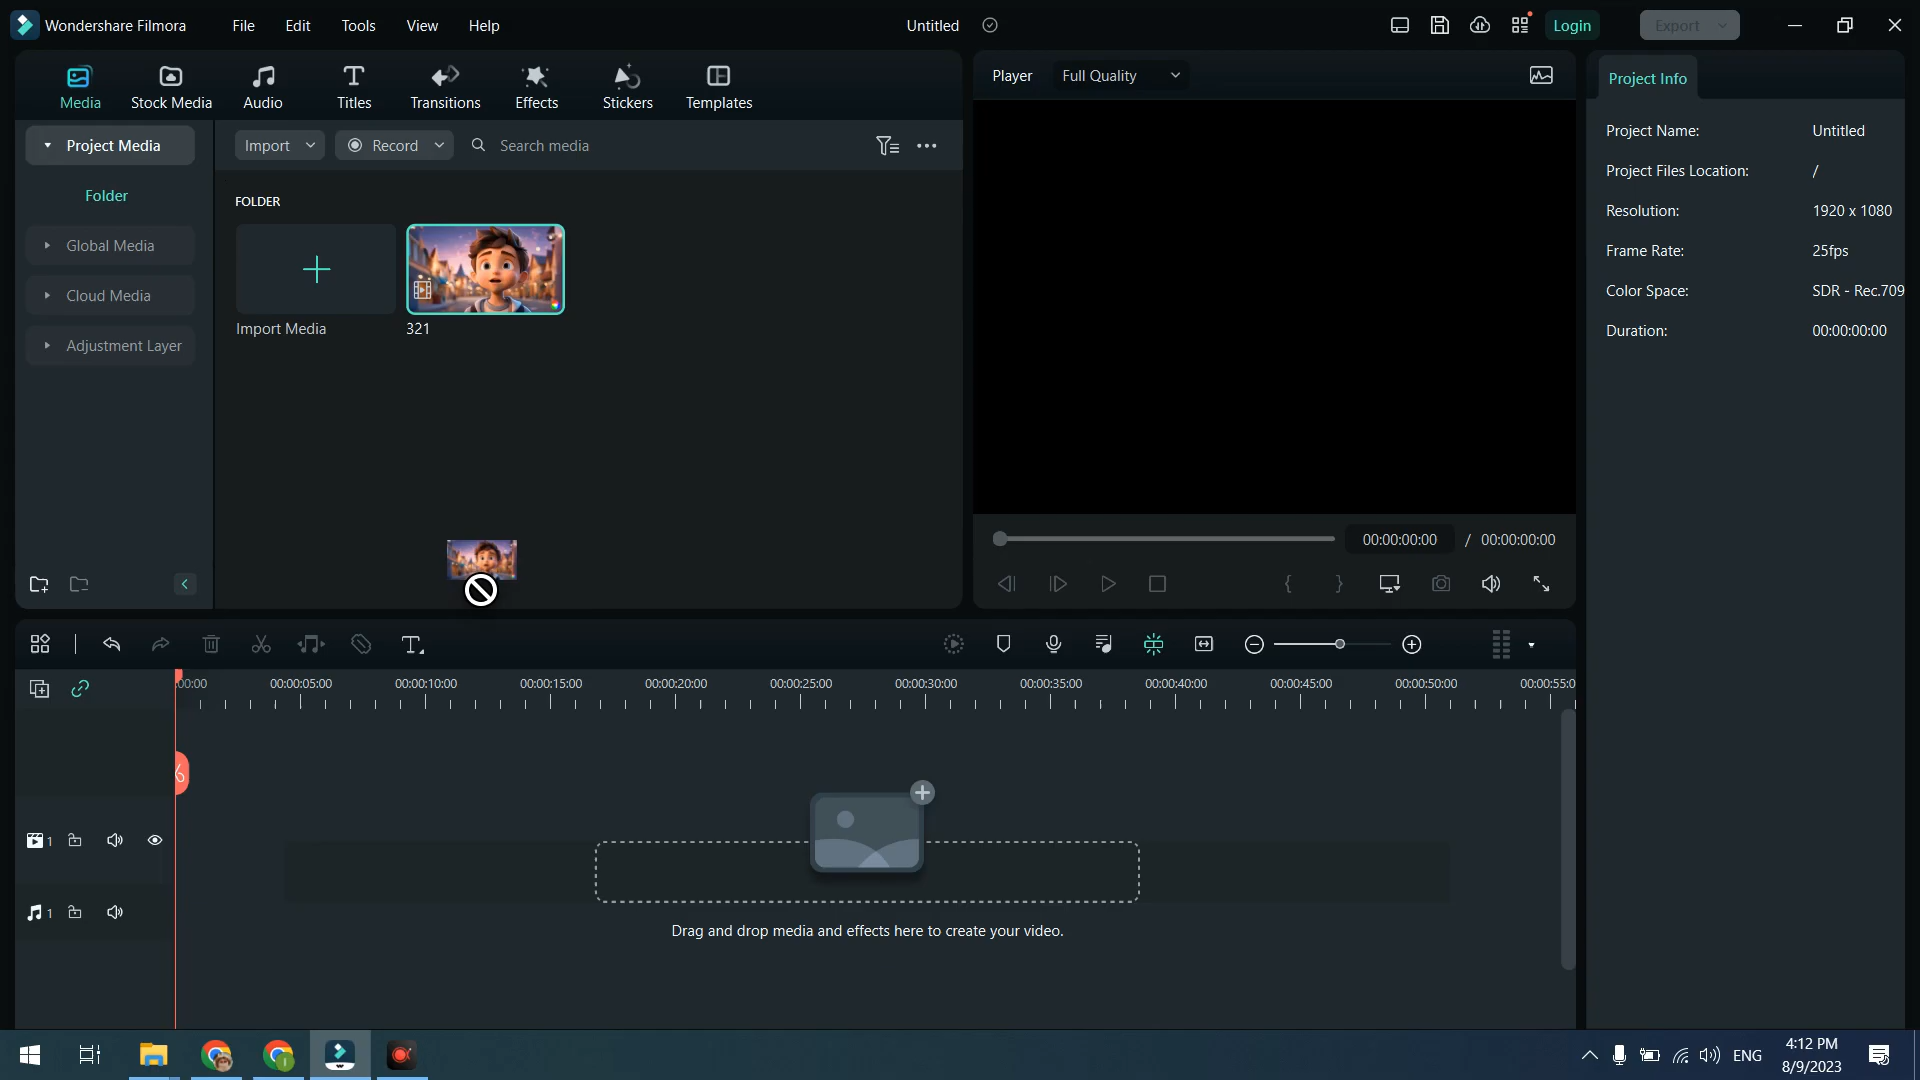 Wondershare Filmora File Edit Tools View Help Untitled Login Export
Media Stock Media Audio Titles Transitions Effects Stickers Templates
Player Full Quality
Project Info
Project Media
Import Record Search media
Folder
Global Media
Cloud Media
Adjustment Layer
FOLDER
Import Media 321
Project Name: Untitled
Project Files Location: /
Resolution: 1920 x 1080
Frame Rate: 25fps
Color Space: SDR - Rec.709
Duration: 00:00:00:00
00:00:00:00 / 00:00:00:00
{ }
:00:00 00:00:05:00 00:00:10:00 00:00:15:00 00:00:20:00 00:00:25:00 00:00:30:00 00:00:35:00 00:00:40:00 00:00:45:00 00:00:50:00 00:00:55:0
1
1
Drag and drop media and effects here to create your video.
ENG
4:12 PM
8/9/2023